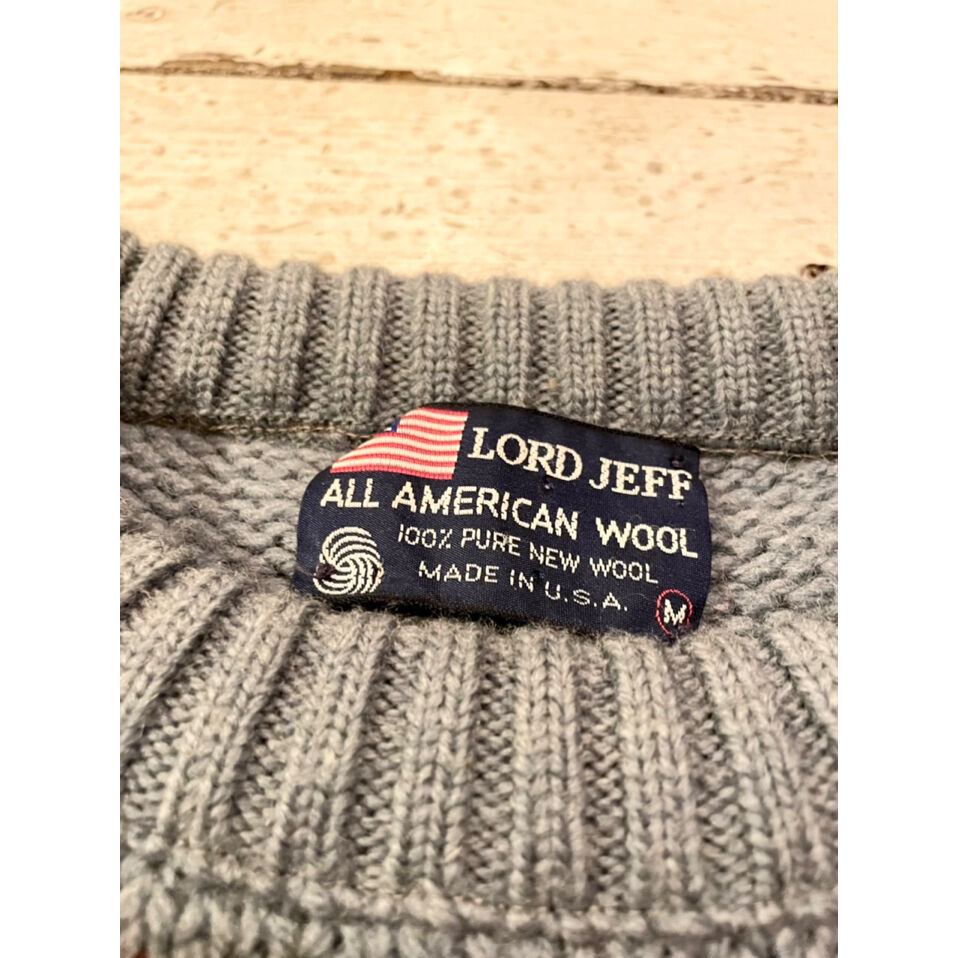 LORD JEFF
ALL AMERICAN WOOL
100% PURE NEW WOOL
MADE IN U.S.A.
M